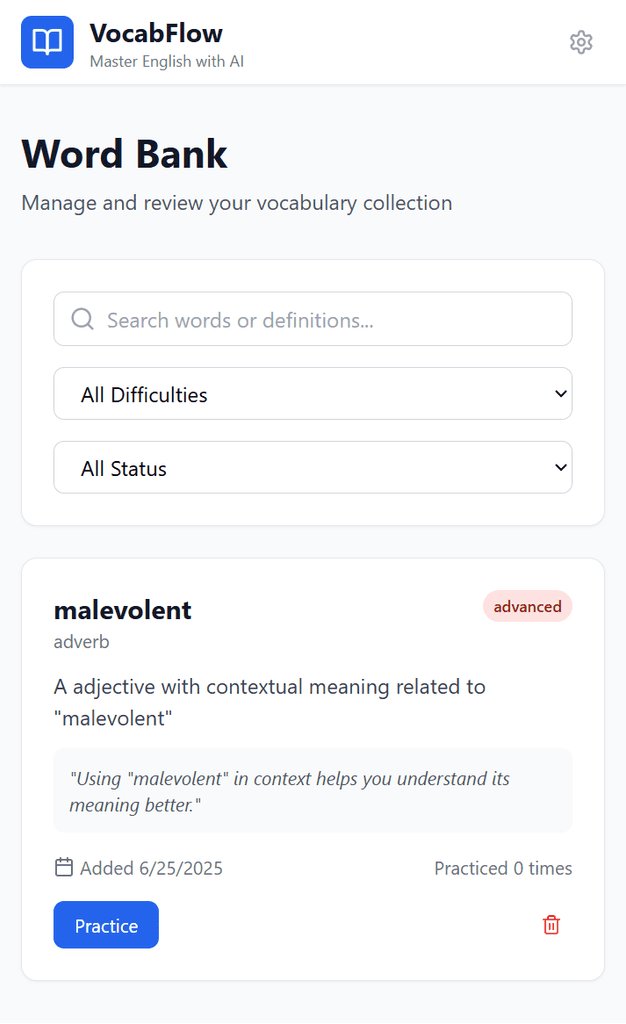 VocabFlow
Master English with AI
Word Bank
Manage and review your vocabulary collection
Search words or definitions...
All Difficulties
All Status
malevolent
advanced
adverb
A adjective with contextual meaning related to
"malevolent"
"Using "malevolent" in context helps you understand its
meaning better."
Added 6/25/2025
Practiced 0 times
Practice